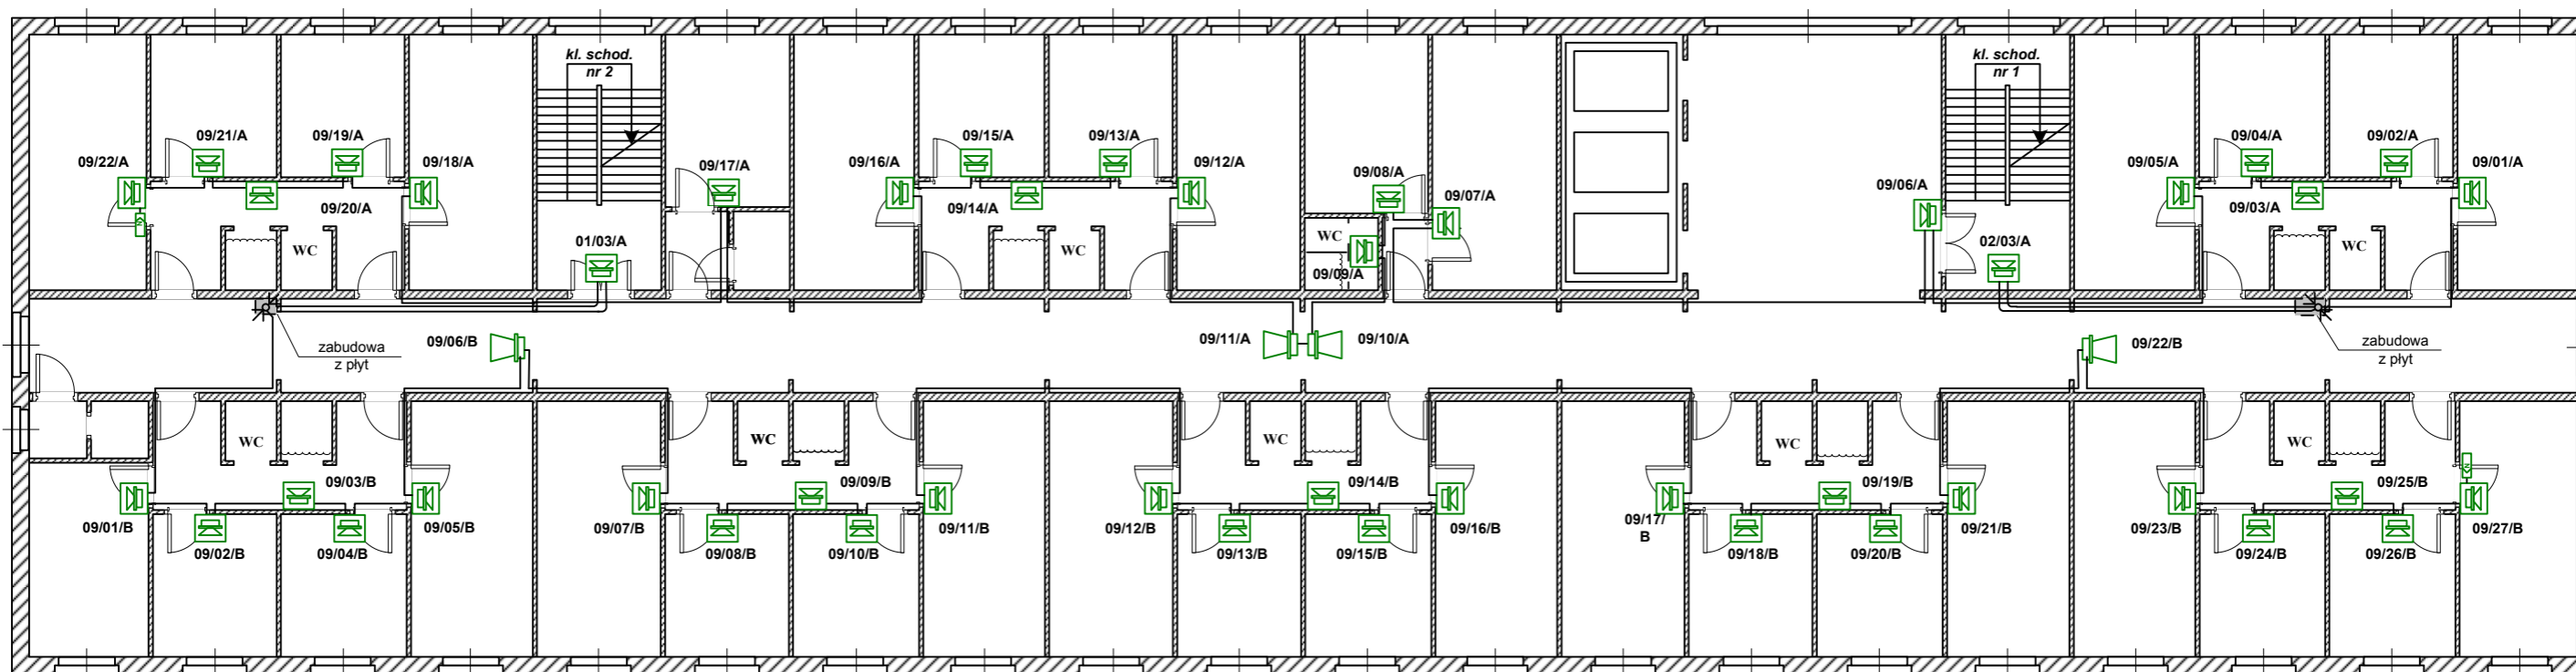 kl. schod.
nr 2
kl. schod.
nr 1
09/21/A
09/19/A
09/15/A
09/13/A
09/04/A
09/02/A
09/22/A
09/18/A
09/17/A
09/16/A
09/12/A
09/08/A
09/07/A
09/06/A
09/05/A
09/01/A
09/20/A
09/14/A
09/03/A
WC
01/03/A
WC
WC
09/09/A
02/03/A
WC
zabudowa
z płyt
09/06/B
09/11/A
09/10/A
09/22/B
zabudowa
z płyt
WC
WC
WC
WC
WC
09/03/B
09/09/B
09/14/B
09/19/B
09/25/B
09/01/B
09/05/B
09/07/B
09/11/B
09/12/B
09/16/B
09/17/
B
09/21/B
09/23/B
09/27/B
09/02/B
09/04/B
09/08/B
09/10/B
09/13/B
09/15/B
09/18/B
09/20/B
09/24/B
09/26/B